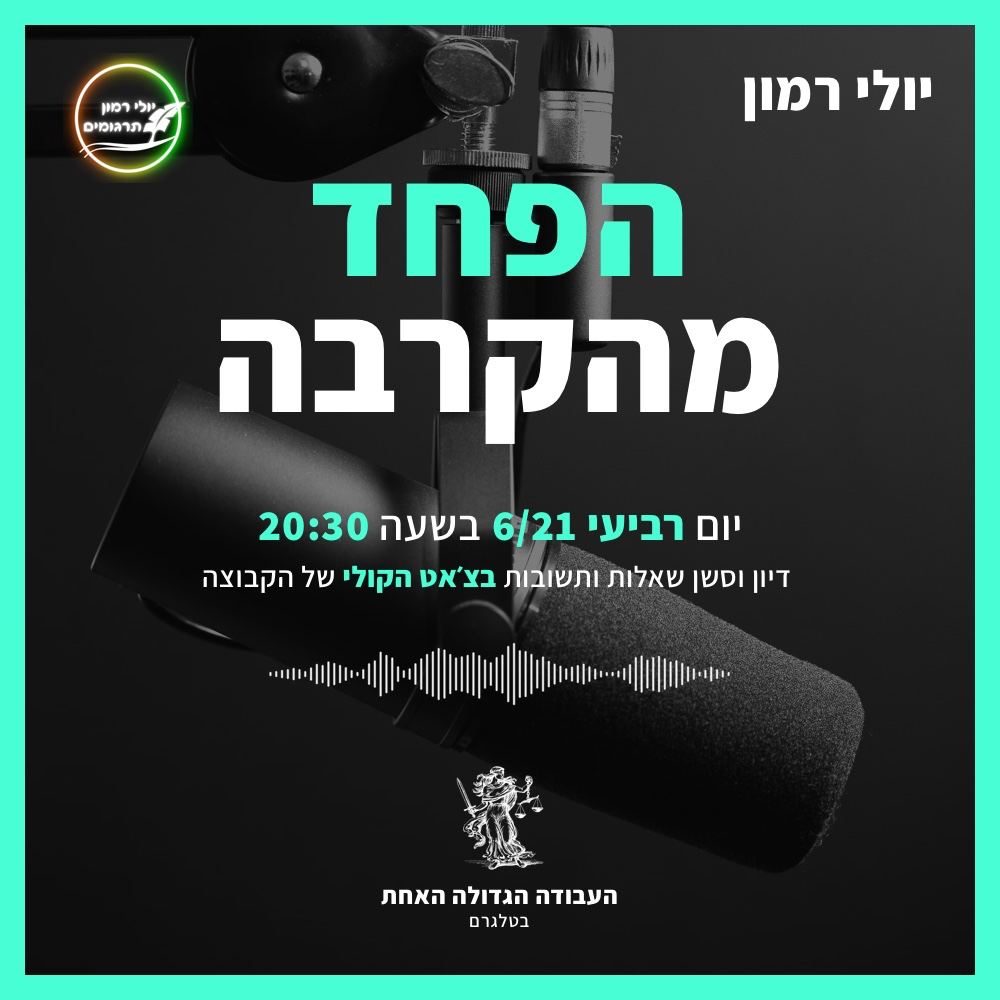 יולי רמון
יולי רמון
תרגומים
הפחד
מהקרבה
יום רביעי 6/21 בשעה 20:30
דיון וסשן שאלות ותשובות בצ׳אט הקולי של הקבוצה
העבודה הגדולה האחת
בטלגרם